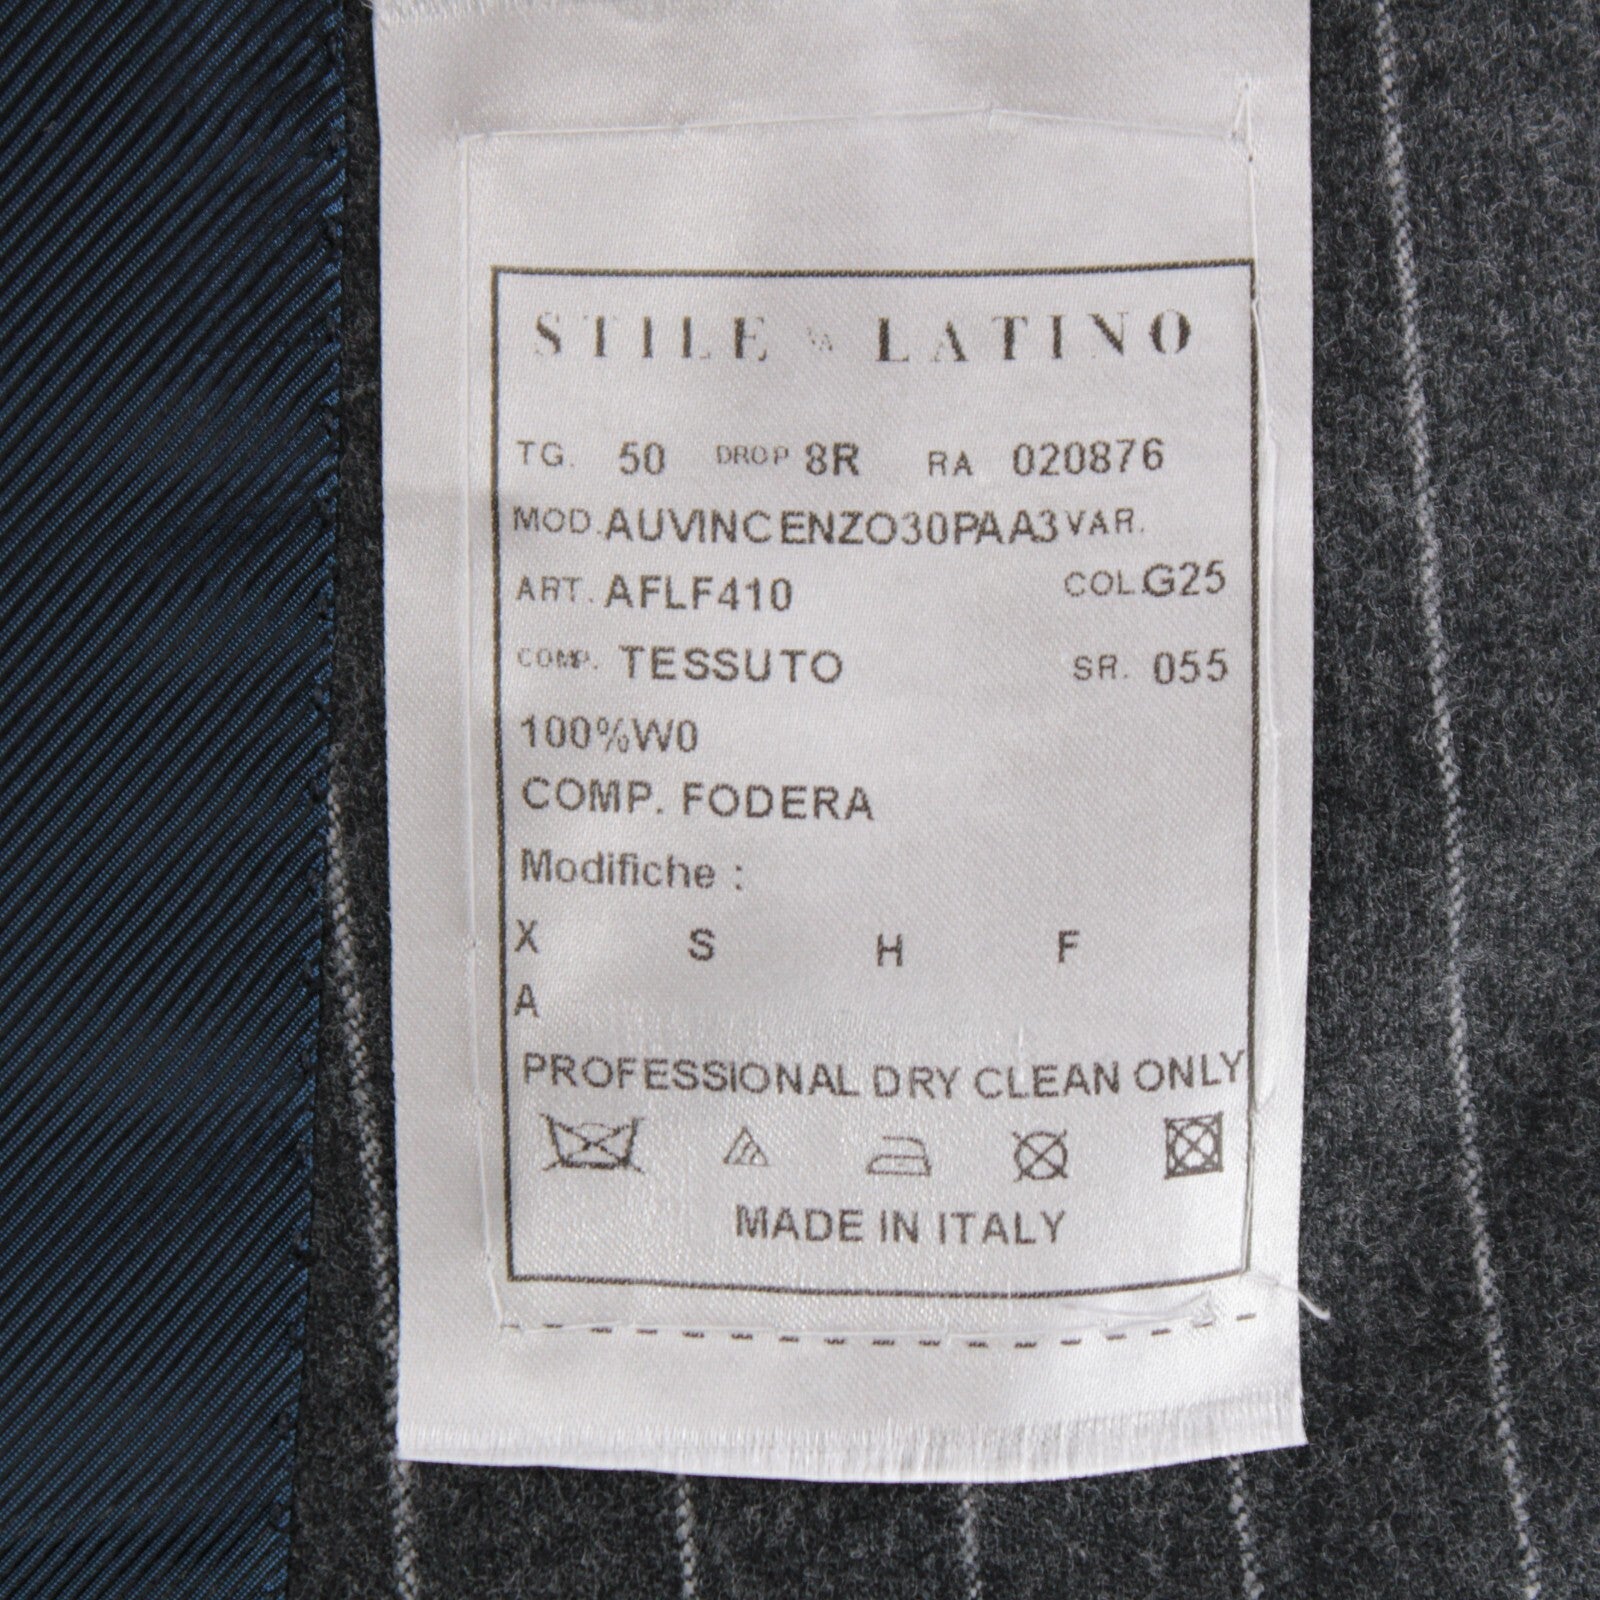 STILE LATINO
TG. 50 DROP 8R RA 020876
MOD. AUVINCENZO30PAA3 VAR.
ART. AFLF410 COL. G25
COMP. TESSUTO SR. 055
100%W0
COMP. FODERA
Modifiche :
X S H F
A
PROFESSIONAL DRY CLEAN ONLY
MADE IN ITALY